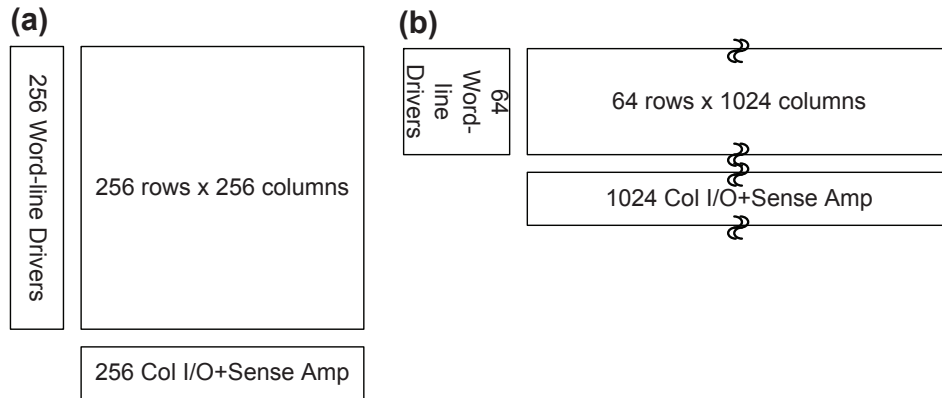 (a)
256 Word-line Drivers
256 rows x 256 columns
256 Col I/O+Sense Amp
(b)
64
Word-
line
Drivers
64 rows x 1024 columns
1024 Col I/O+Sense Amp